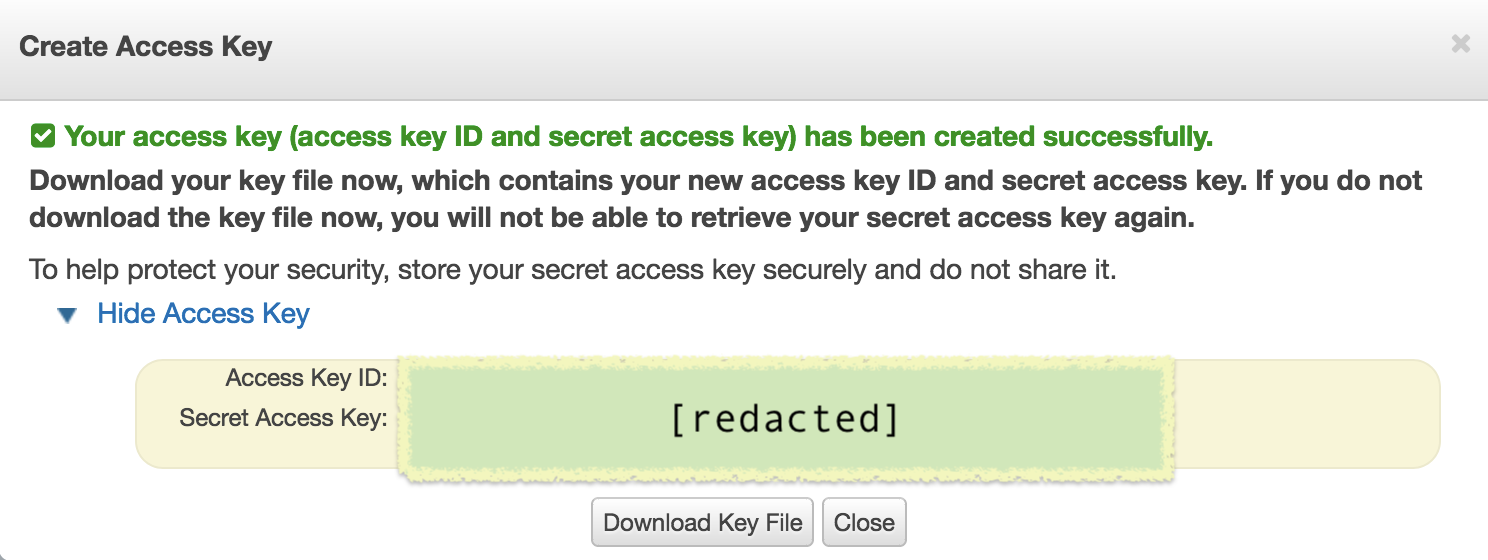 Create Access Key
Your access key (access key ID and secret access key) has been created successfully.
Download your key file now, which contains your new access key ID and secret access key. If you do not
download the key file now, you will not be able to retrieve your secret access key again.
To help protect your security, store your secret access key securely and do not share it.
Hide Access Key
Access Key ID:
Secret Access Key:
[redacted]
Download Key File Close